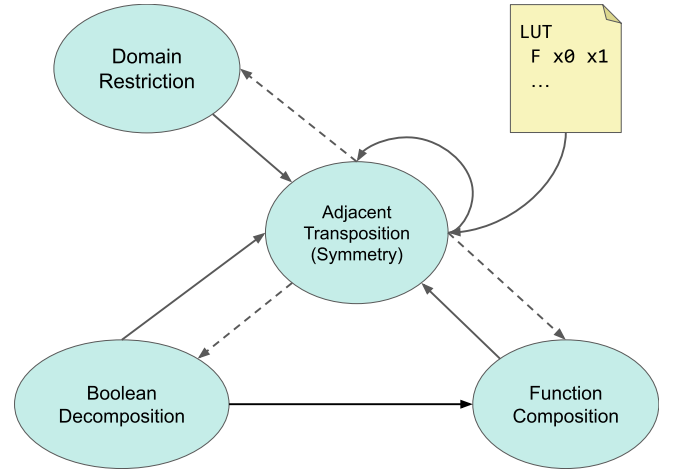 Domain
Restriction
LUT
F x0 x1
...
Adjacent
Transposition
(Symmetry)
Boolean
Decomposition
Function
Composition